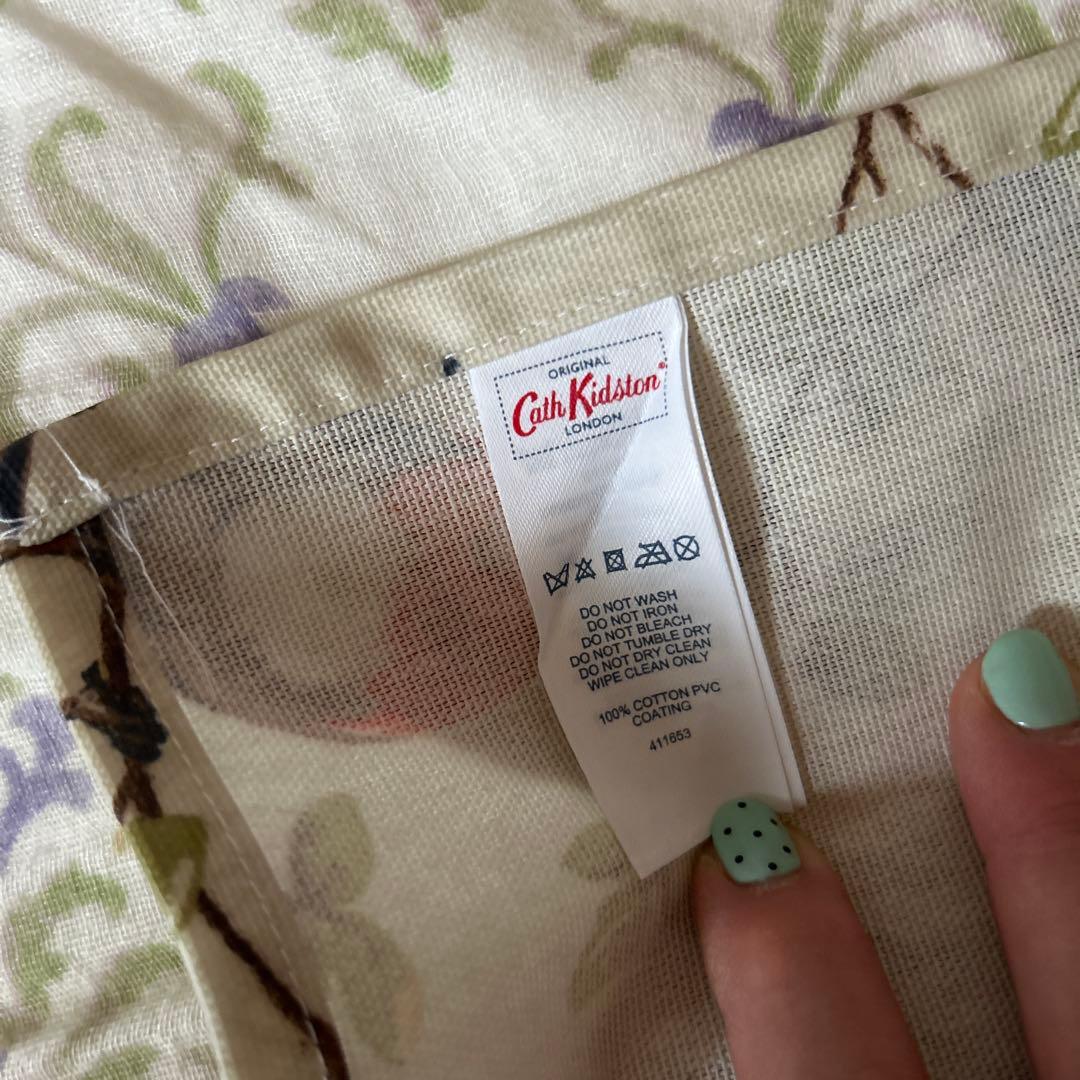 ORIGINAL
Cath Kidston®
LONDON
DO NOT WASH
DO NOT IRON
DO NOT BLEACH
DO NOT TUMBLE DRY
DO NOT DRY CLEAN
WIPE CLEAN ONLY
100% COTTON PVC
COATING
411653